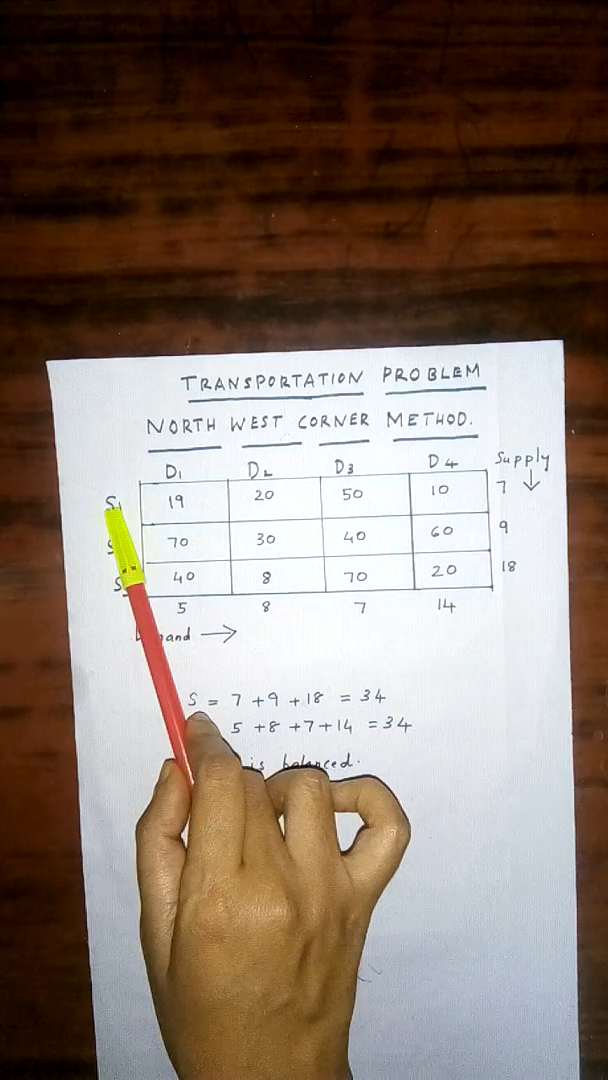 TRANSPORTATION PROBLEM
NORTH WEST CORNER METHOD.
D1 D2 D3 D4 Supply ↓
S1 19 20 50 10 7
S 70 30 40 60 9
S 40 8 70 20 18
5 8 7 14
and →
S = 7 + 9 + 18 = 34
5 + 8 + 7 + 14 = 34
is balanced.